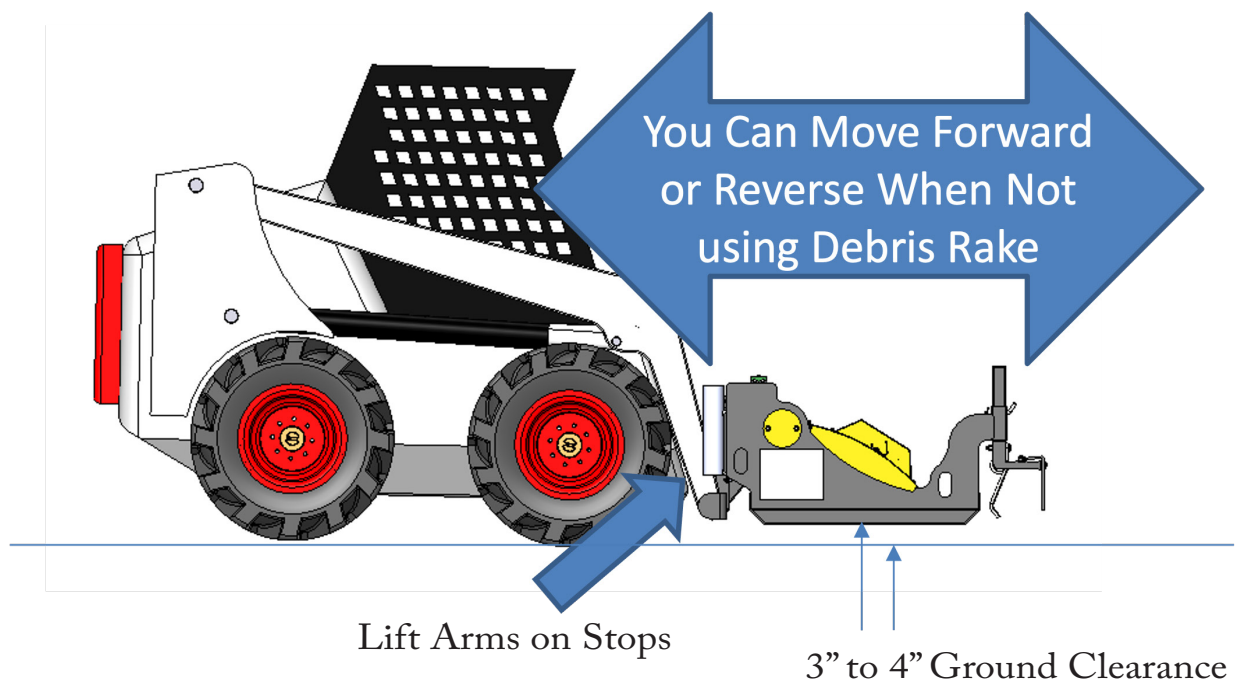 You Can Move Forward
or Reverse When Not
using Debris Rake
Lift Arms on Stops
3” to 4” Ground Clearance